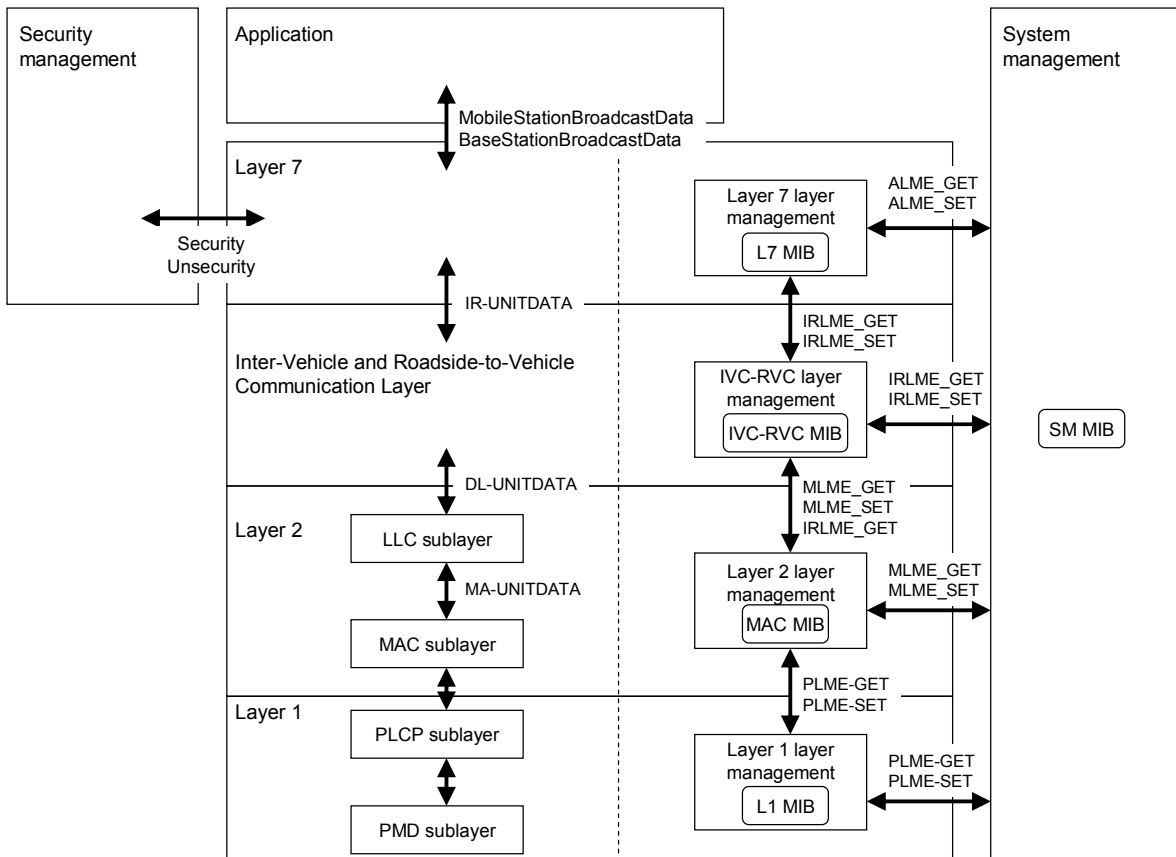 Security
management
Application
System
management
MobileStationBroadcastData
BaseStationBroadcastData
Layer 7
Security
Unsecurity
Layer 7 layer
management
L7 MIB
ALME_GET
ALME_SET
IR-UNITDATA
IRLME_GET
IRLME_SET
Inter-Vehicle and Roadside-to-Vehicle
Communication Layer
IVC-RVC layer
management
IVC-RVC MIB
IRLME_GET
IRLME_SET
SM MIB
DL-UNITDATA
MLME_GET
MLME_SET
IRLME_GET
Layer 2
LLC sublayer
MA-UNITDATA
MAC sublayer
Layer 2 layer
management
MAC MIB
MLME_GET
MLME_SET
PLME-GET
PLME-SET
Layer 1
PLCP sublayer
PMD sublayer
Layer 1 layer
management
L1 MIB
PLME-GET
PLME-SET